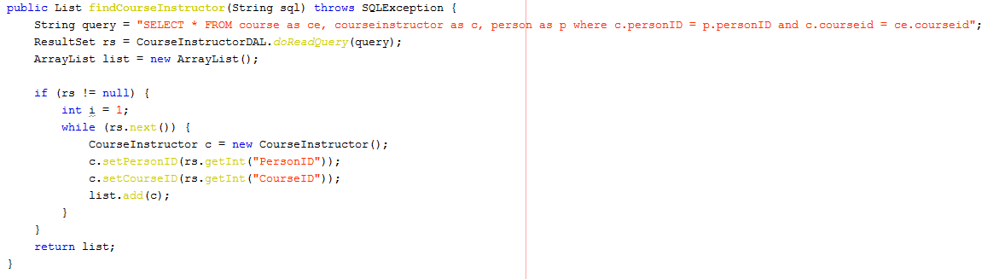 public List findCourseInstructor(String sql) throws SQLException {
    String query = "SELECT * FROM course as ce, courseinstructor as c, person as p where c.personID = p.personID and c.courseid = ce.courseid";
    ResultSet rs = CourseInstructorDAL.doReadQuery(query);
    ArrayList list = new ArrayList();

    if (rs != null) {
        int i = 1;
        while (rs.next()) {
            CourseInstructor c = new CourseInstructor();
            c.setPersonID(rs.getInt("PersonID"));
            c.setCourseID(rs.getInt("CourseID"));
            list.add(c);
        }
    }
    return list;
}